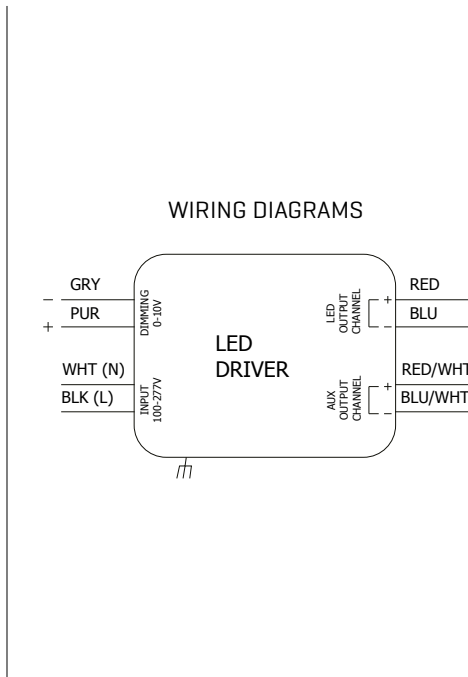 WIRING DIAGRAMS
GRY
−
PUR
+
DIMMING
0-10V
WHT (N)
BLK (L)
INPUT
100-277V
LED
DRIVER
LED
OUTPUT
CHANNEL
+
−
RED
BLU
AUX
OUTPUT
CHANNEL
+
−
RED/WHT
BLU/WHT